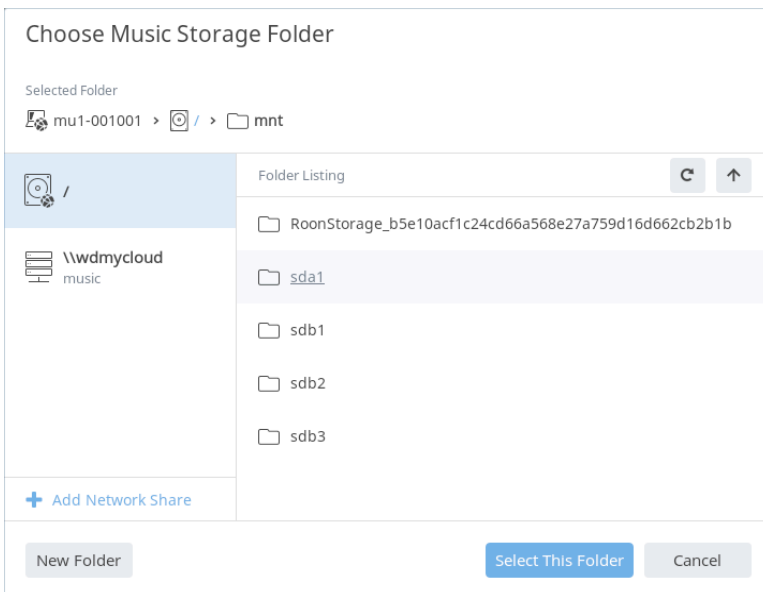 Choose Music Storage Folder
Selected Folder
mu1-001001 > / > mnt
/
\\wdmycloud
music
Add Network Share
Folder Listing
RoonStorage_b5e10acf1c24cd66a568e27a759d16d662cb2b1b
sda1
sdb1
sdb2
sdb3
New Folder
Select This Folder
Cancel